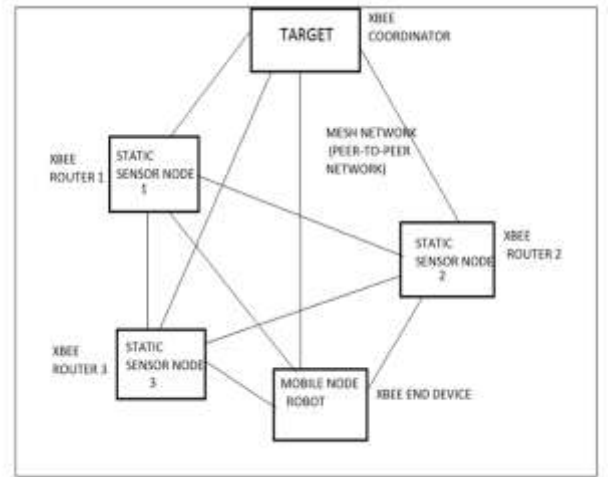 TARGET
XBEE
COORDINATOR
MESH NETWORK
(PEER-TO-PEER
NETWORK)
XBEE
ROUTER 1
STATIC
SENSOR NODE
1
STATIC
SENSOR NODE
2
XBEE
ROUTER 2
XBEE
ROUTER 3
STATIC
SENSOR NODE
3
MOBILE NODE
ROBOT
XBEE END DEVICE